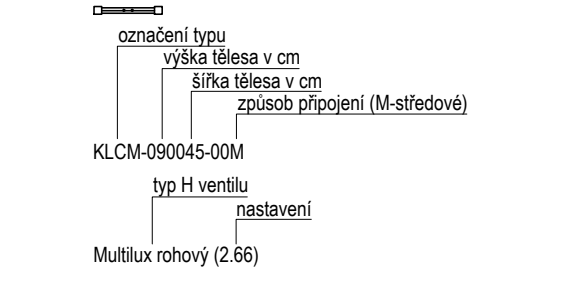 označení typu
výška tělesa v cm
šířka tělesa v cm
způsob připojení (M-středové)
KLCM-090045-00M
typ H ventilu
nastavení
Multilux rohový (2.66)